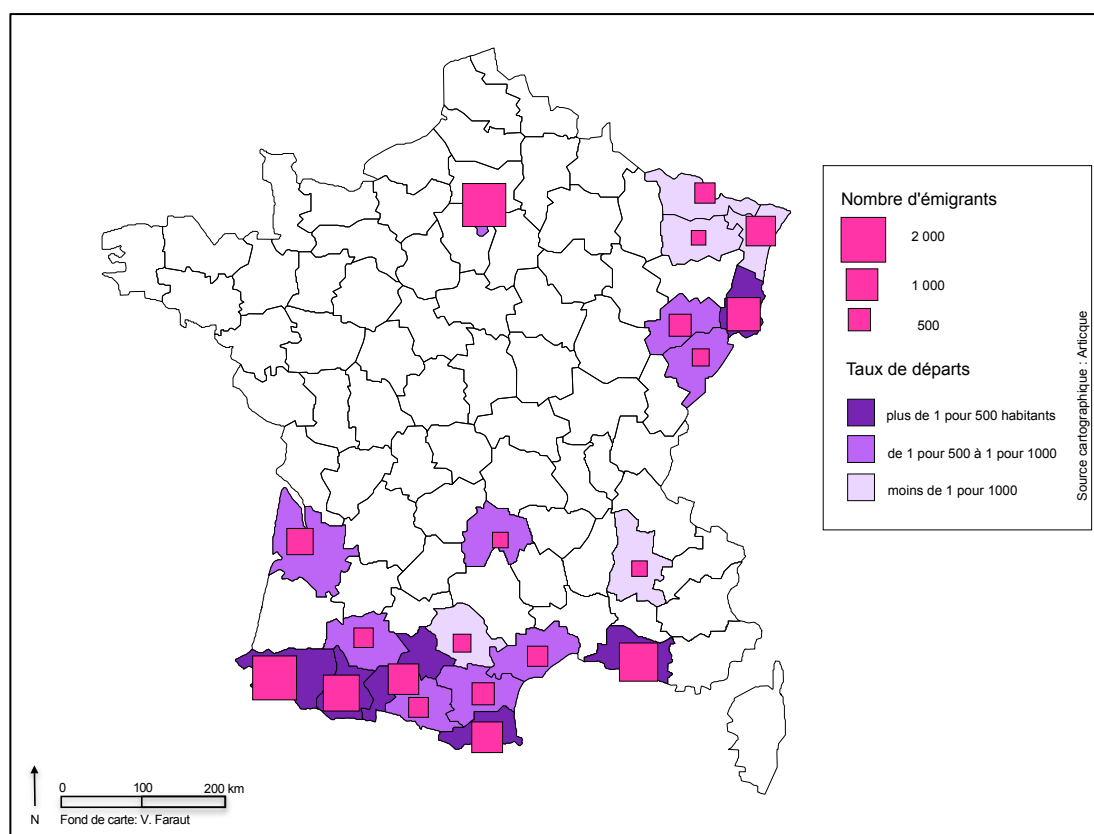 Nombre d'émigrants
2 000
1 000
500
Taux de départs
plus de 1 pour 500 habitants
de 1 pour 500 à 1 pour 1000
moins de 1 pour 1000
Source cartographique : Articque
0 100 200 km
N Fond de carte: V. Faraut